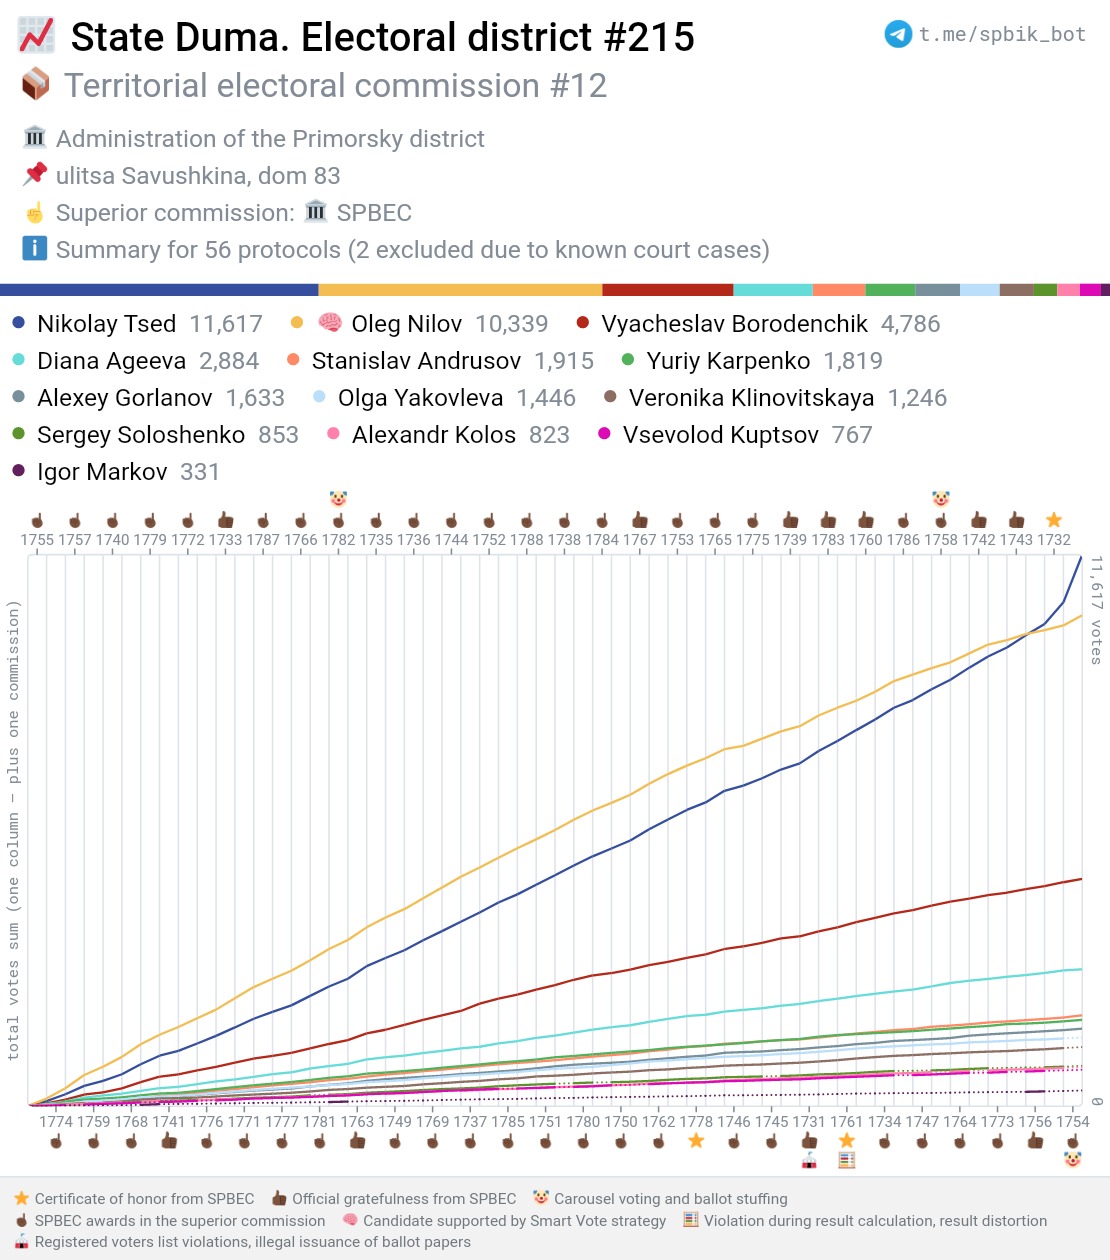 State Duma. Electoral district #215
t.me/spbik_bot
Territorial electoral commission #12
Administration of the Primorsky district
ulitsa Savushkina, dom 83
Superior commission: SPBEC
Summary for 56 protocols (2 excluded due to known court cases)
Nikolay Tsed 11,617 Oleg Nilov 10,339 Vyacheslav Borodenchik 4,786
Diana Ageeva 2,884 Stanislav Andrusov 1,915 Yuriy Karpenko 1,819
Alexey Gorlanov 1,633 Olga Yakovleva 1,446 Veronika Klinovitskaya 1,246
Sergey Soloshenko 853 Alexandr Kolos 823 Vsevolod Kuptsov 767
Igor Markov 331
1755 1757 1740 1779 1772 1733 1787 1766 1782 1735 1736 1744 1752 1788 1738 1784 1767 1753 1765 1775 1739 1783 1760 1786 1758 1742 1743 1732
total votes sum (one column – plus one commission)
11,617 votes
0
1774 1759 1768 1741 1776 1771 1777 1781 1763 1749 1769 1737 1785 1751 1780 1750 1762 1778 1746 1745 1731 1761 1734 1747 1764 1773 1756 1754
Certificate of honor from SPBEC Official gratefulness from SPBEC Carousel voting and ballot stuffing
SPBEC awards in the superior commission Candidate supported by Smart Vote strategy Violation during result calculation, result distortion
Registered voters list violations, illegal issuance of ballot papers